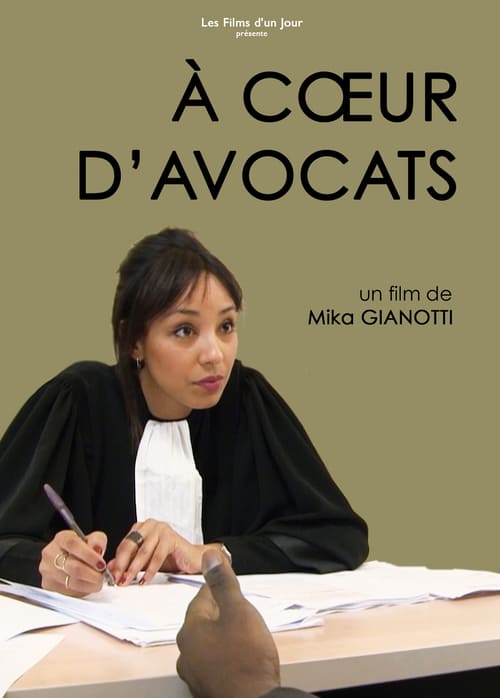 Les Films d'un Jour
présente
À CŒUR
D'AVOCATS
un film de
Mika GIANOTTI